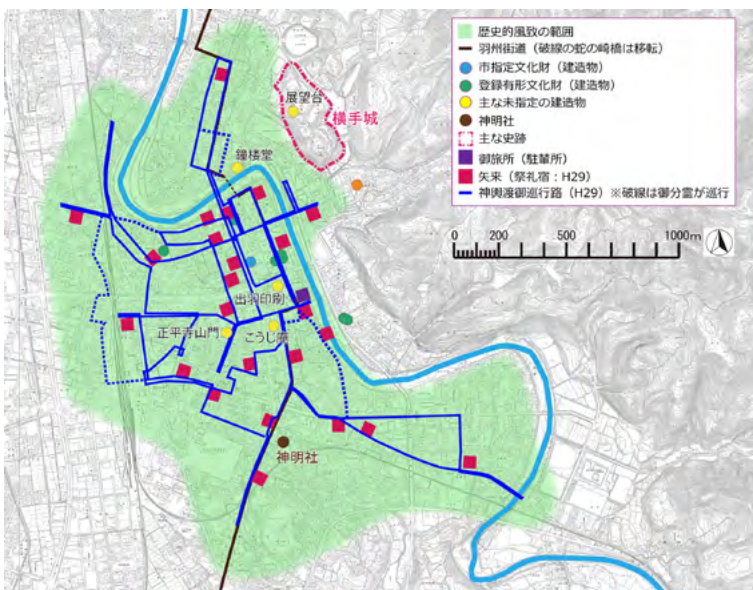 歴史的風致の範囲
羽州街道（破線の蛇の崎橋は移転）
市指定文化財（建造物）
登録有形文化財（建造物）
主な未指定の建造物
神明社
主な史跡
御旅所（駐輦所）
矢来（祭礼宿：H29）
神輿渡御巡行路（H29）※破線は御分霊が巡行
0 200 500 1000m
展望台
横手城
鐘楼堂
出羽印刷
正平寺山門
神明社